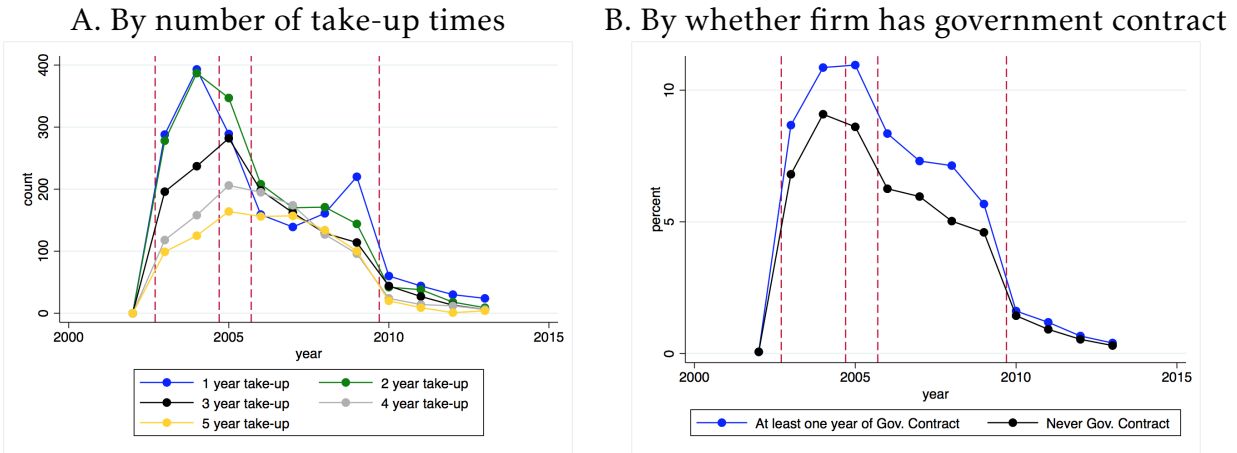 A. By number of take-up times
400
300
200
100
0
count
2000
2005
2010
2015
year
1 year take-up
2 year take-up
3 year take-up
4 year take-up
5 year take-up
B. By whether firm has government contract
10
5
0
percent
2000
2005
2010
2015
year
At least one year of Gov. Contract
Never Gov. Contract